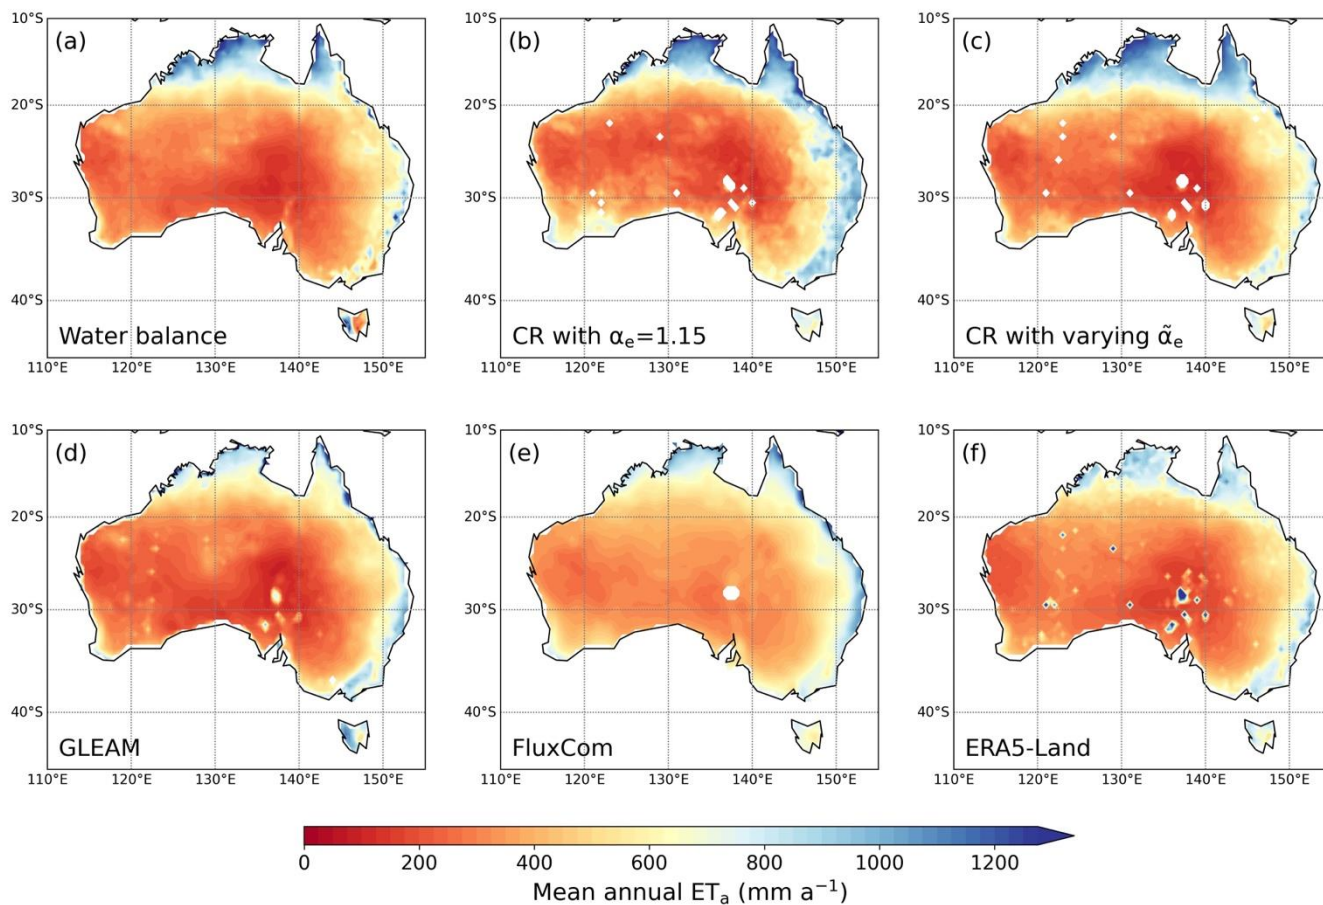 10°S
(a)
20°S
30°S
40°S
Water balance
110°E 120°E 130°E 140°E 150°E
10°S
(b)
20°S
30°S
40°S
CR with αₑ=1.15
110°E 120°E 130°E 140°E 150°E
10°S
(c)
20°S
30°S
40°S
CR with varying α̃ₑ
110°E 120°E 130°E 140°E 150°E
10°S
(d)
20°S
30°S
40°S
GLEAM
110°E 120°E 130°E 140°E 150°E
10°S
(e)
20°S
30°S
40°S
FluxCom
110°E 120°E 130°E 140°E 150°E
10°S
(f)
20°S
30°S
40°S
ERA5-Land
110°E 120°E 130°E 140°E 150°E
0 200 400 600 800 1000 1200
Mean annual ETₐ (mm a⁻¹)